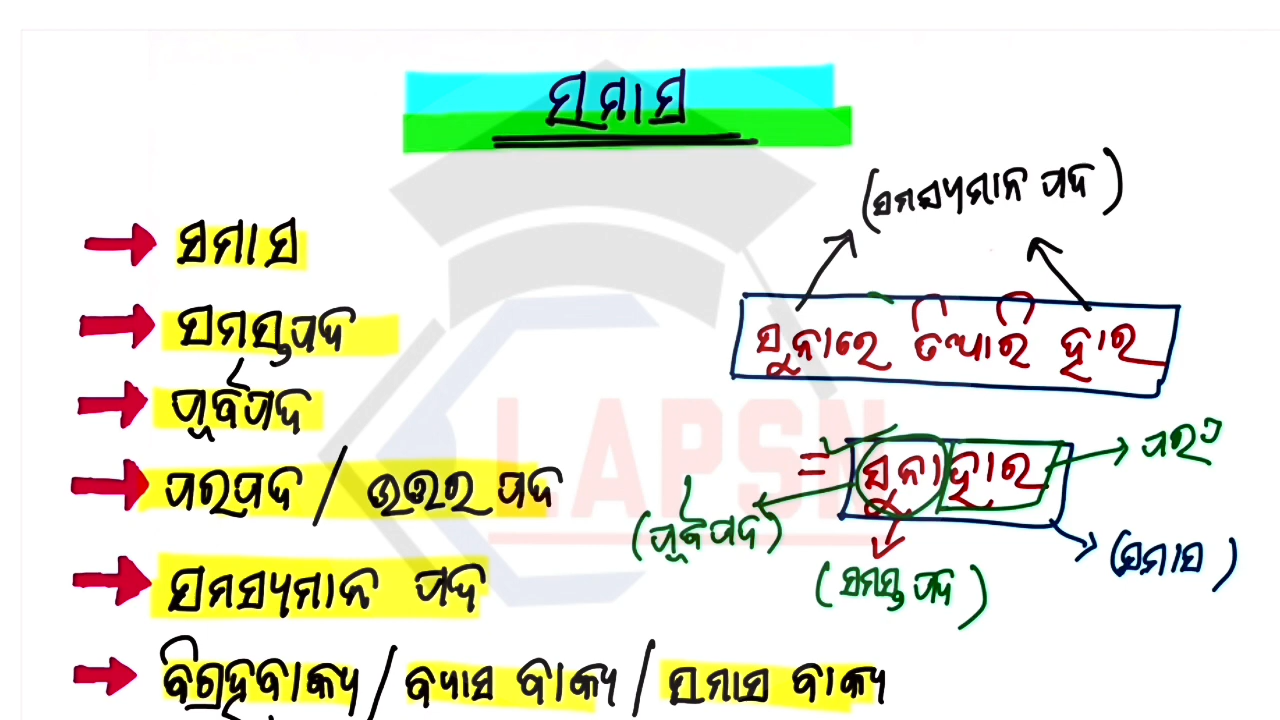 ସମାସ
ସମାସ
ସମସ୍ତପଦ
ପୂର୍ବପଦ
ପରପଦ / ଉତ୍ତର ପଦ
ସମସ୍ୟମାନ ପଦ
ବିଗ୍ରହବାକ୍ୟ / ବ୍ୟାସ ବାକ୍ୟ / ସମାସ ବାକ୍ୟ
(ସମସ୍ୟମାନ ପଦ)
ସୁନାରେ ତିଆରି ହାର
= ସୁନାହାର
(ପୂର୍ବପଦ)
(ସମସ୍ତ ପଦ)
(ସମାସ)
LAPSN